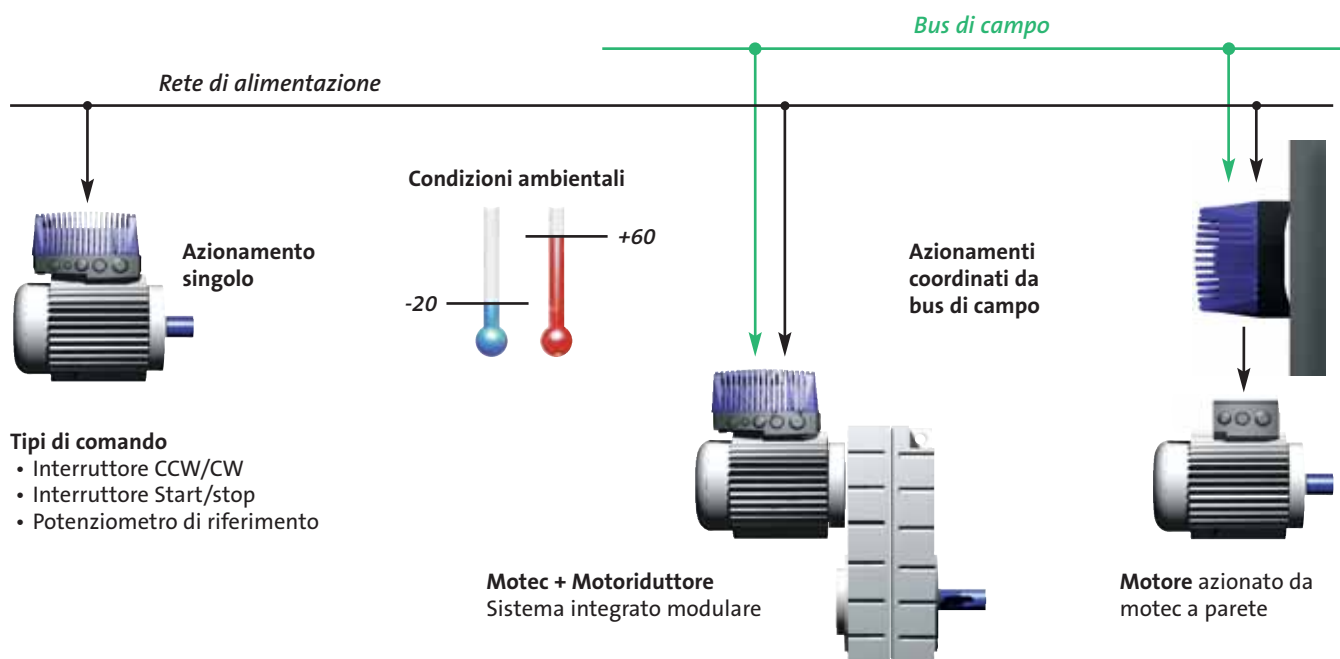 Bus di campo
Rete di alimentazione
Condizioni ambientali
+60
-20
Azionamento
singolo
Azionamenti
coordinati da
bus di campo
Tipi di comando
• Interruttore CCW/CW
• Interruttore Start/stop
• Potenziometro di riferimento
Motec + Motoriduttore
Sistema integrato modulare
Motore azionato da
motec a parete